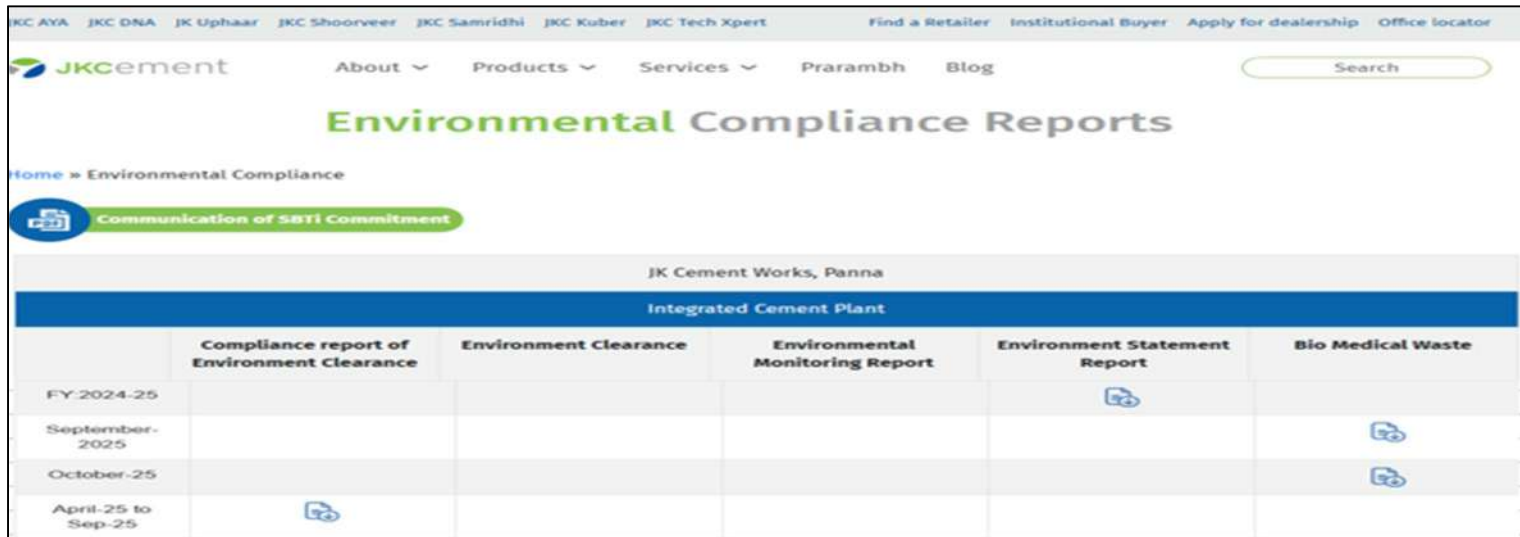 JKC AYA JKC DNA JK Uphaar JKC Shoorveer JKC Samridhi JKC Kuber JKC Tech Xpert Find a Retailer Institutional Buyer Apply for dealership Office locator
JKCement About Products Services Prarambh Blog Search
Environmental Compliance Reports
Home » Environmental Compliance
PDF Communication of SBTi Commitment
JK Cement Works, Panna
Integrated Cement Plant
Compliance report of Environment Clearance Environmental Environment Statement Bio Medical Waste
Environment Clearance Monitoring Report Report
FY:2024-25
September-
2025
October-25
April-25 to
Sep-25